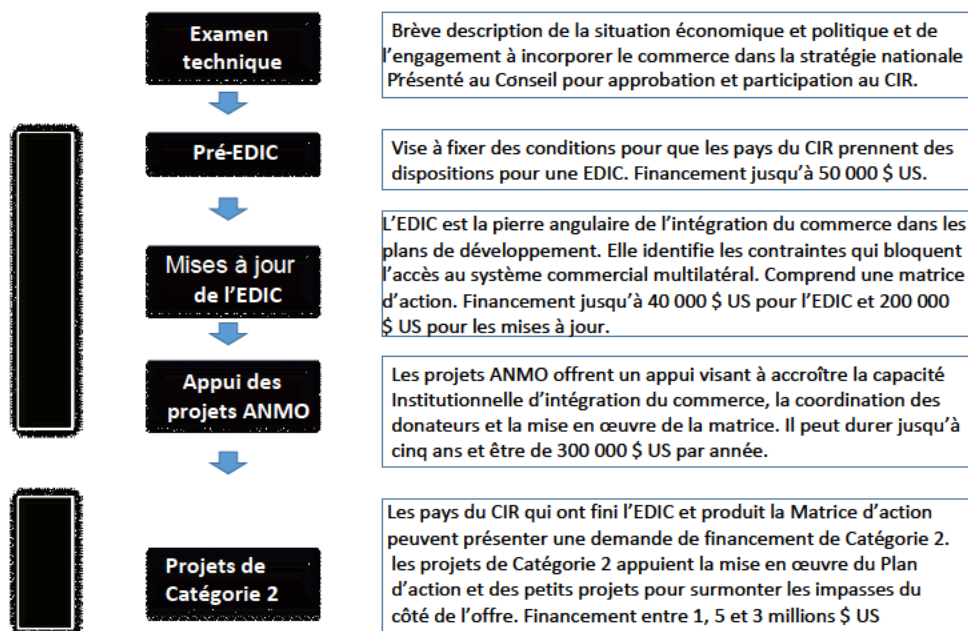 Examen
technique
Brève description de la situation économique et politique et de
l'engagement à incorporer le commerce dans la stratégie nationale
Présenté au Conseil pour approbation et participation au CIR.
Pré-EDIC
Vise à fixer des conditions pour que les pays du CIR prennent des
dispositions pour une EDIC. Financement jusqu'à 50 000 $ US.
Mises à jour
de l'EDIC
L'EDIC est la pierre angulaire de l'intégration du commerce dans les
plans de développement. Elle identifie les contraintes qui bloquent
l'accès au système commercial multilatéral. Comprend une matrice
d'action. Financement jusqu'à 40 000 $ US pour l'EDIC et 200 000
$ US pour les mises à jour.
Appui des
projets ANMO
Les projets ANMO offrent un appui visant à accroître la capacité
Institutionnelle d'intégration du commerce, la coordination des
donateurs et la mise en œuvre de la matrice. Il peut durer jusqu'à
cinq ans et être de 300 000 $ US par année.
Projets de
Catégorie 2
Les pays du CIR qui ont fini l'EDIC et produit la Matrice d'action
peuvent présenter une demande de financement de Catégorie 2.
les projets de Catégorie 2 appuient la mise en œuvre du Plan
d'action et des petits projets pour surmonter les impasses du
côté de l'offre. Financement entre 1, 5 et 3 millions $ US